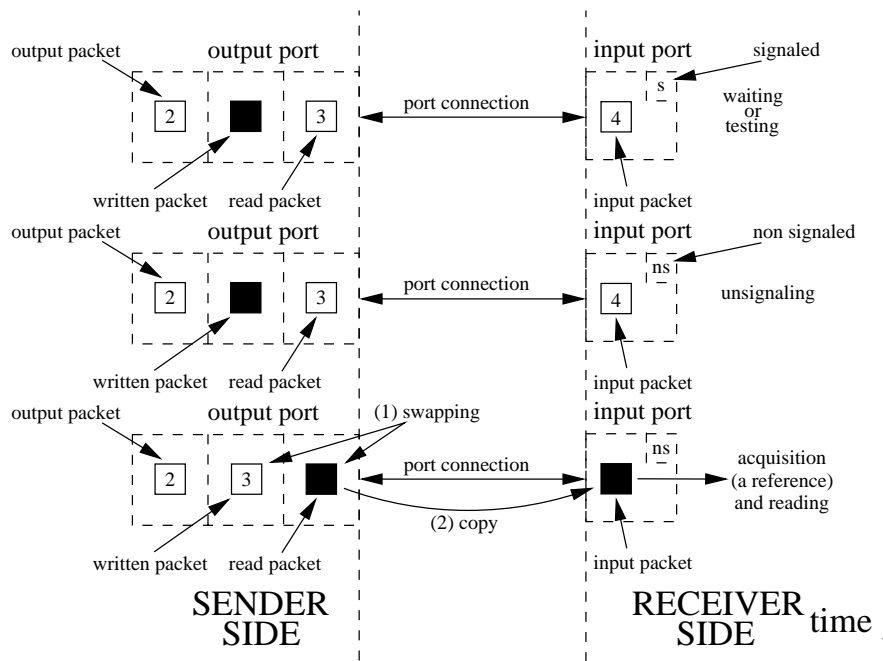 output packet
output port
input port
signaled
2
3
port connection
4
s
waiting
or
testing
written packet
read packet
input packet
output packet
output port
input port
non signaled
2
3
port connection
4
ns
unsignaling
written packet
read packet
input packet
output packet
output port
(1) swapping
input port
2
3
port connection
ns
acquisition
(a reference)
and reading
(2) copy
written packet
read packet
input packet
SENDER
SIDE
RECEIVER
SIDE
time